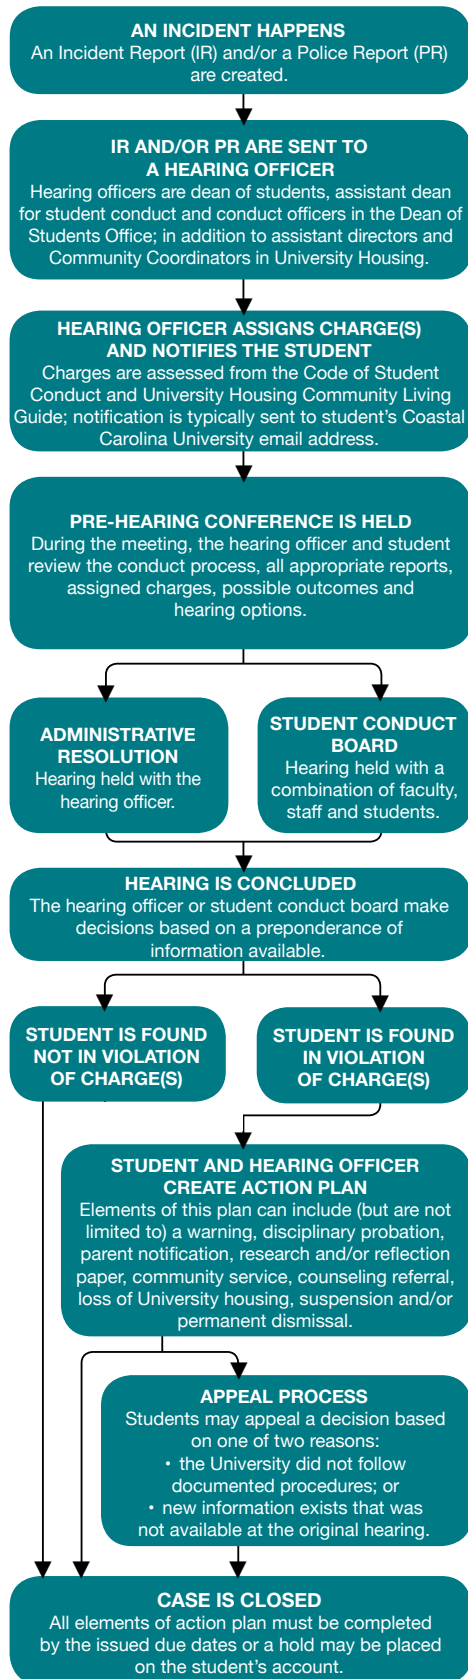 AN INCIDENT HAPPENS
An Incident Report (IR) and/or a Police Report (PR)
are created.
IR AND/OR PR ARE SENT TO
A HEARING OFFICER
Hearing officers are dean of students, assistant dean
for student conduct and conduct officers in the Dean of
Students Office; in addition to assistant directors and
Community Coordinators in University Housing.
HEARING OFFICER ASSIGNS CHARGE(S)
AND NOTIFIES THE STUDENT
Charges are assessed from the Code of Student
Conduct and University Housing Community Living
Guide; notification is typically sent to student's Coastal
Carolina University email address.
PRE-HEARING CONFERENCE IS HELD
During the meeting, the hearing officer and student
review the conduct process, all appropriate reports,
assigned charges, possible outcomes and
hearing options.
ADMINISTRATIVE
RESOLUTION
Hearing held with the
hearing officer.
STUDENT CONDUCT
BOARD
Hearing held with a
combination of faculty,
staff and students.
HEARING IS CONCLUDED
The hearing officer or student conduct board make
decisions based on a preponderance of
information available.
STUDENT IS FOUND
NOT IN VIOLATION
OF CHARGE(S)
STUDENT IS FOUND
IN VIOLATION
OF CHARGE(S)
STUDENT AND HEARING OFFICER
CREATE ACTION PLAN
Elements of this plan can include (but are not
limited to) a warning, disciplinary probation,
parent notification, research and/or reflection
paper, community service, counseling referral,
loss of University housing, suspension and/or
permanent dismissal.
APPEAL PROCESS
Students may appeal a decision based
on one of two reasons:
• the University did not follow
documented procedures; or
• new information exists that was
not available at the original hearing.
CASE IS CLOSED
All elements of action plan must be completed
by the issued due dates or a hold may be placed
on the student's account.